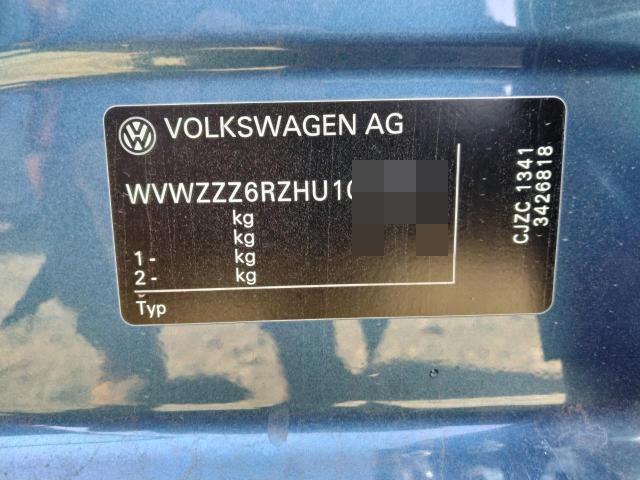 VOLKSWAGEN AG
WVWZZZ6RZHU1
kg
kg
1 - kg
2 - kg
Typ
CJZC 1341
3426818